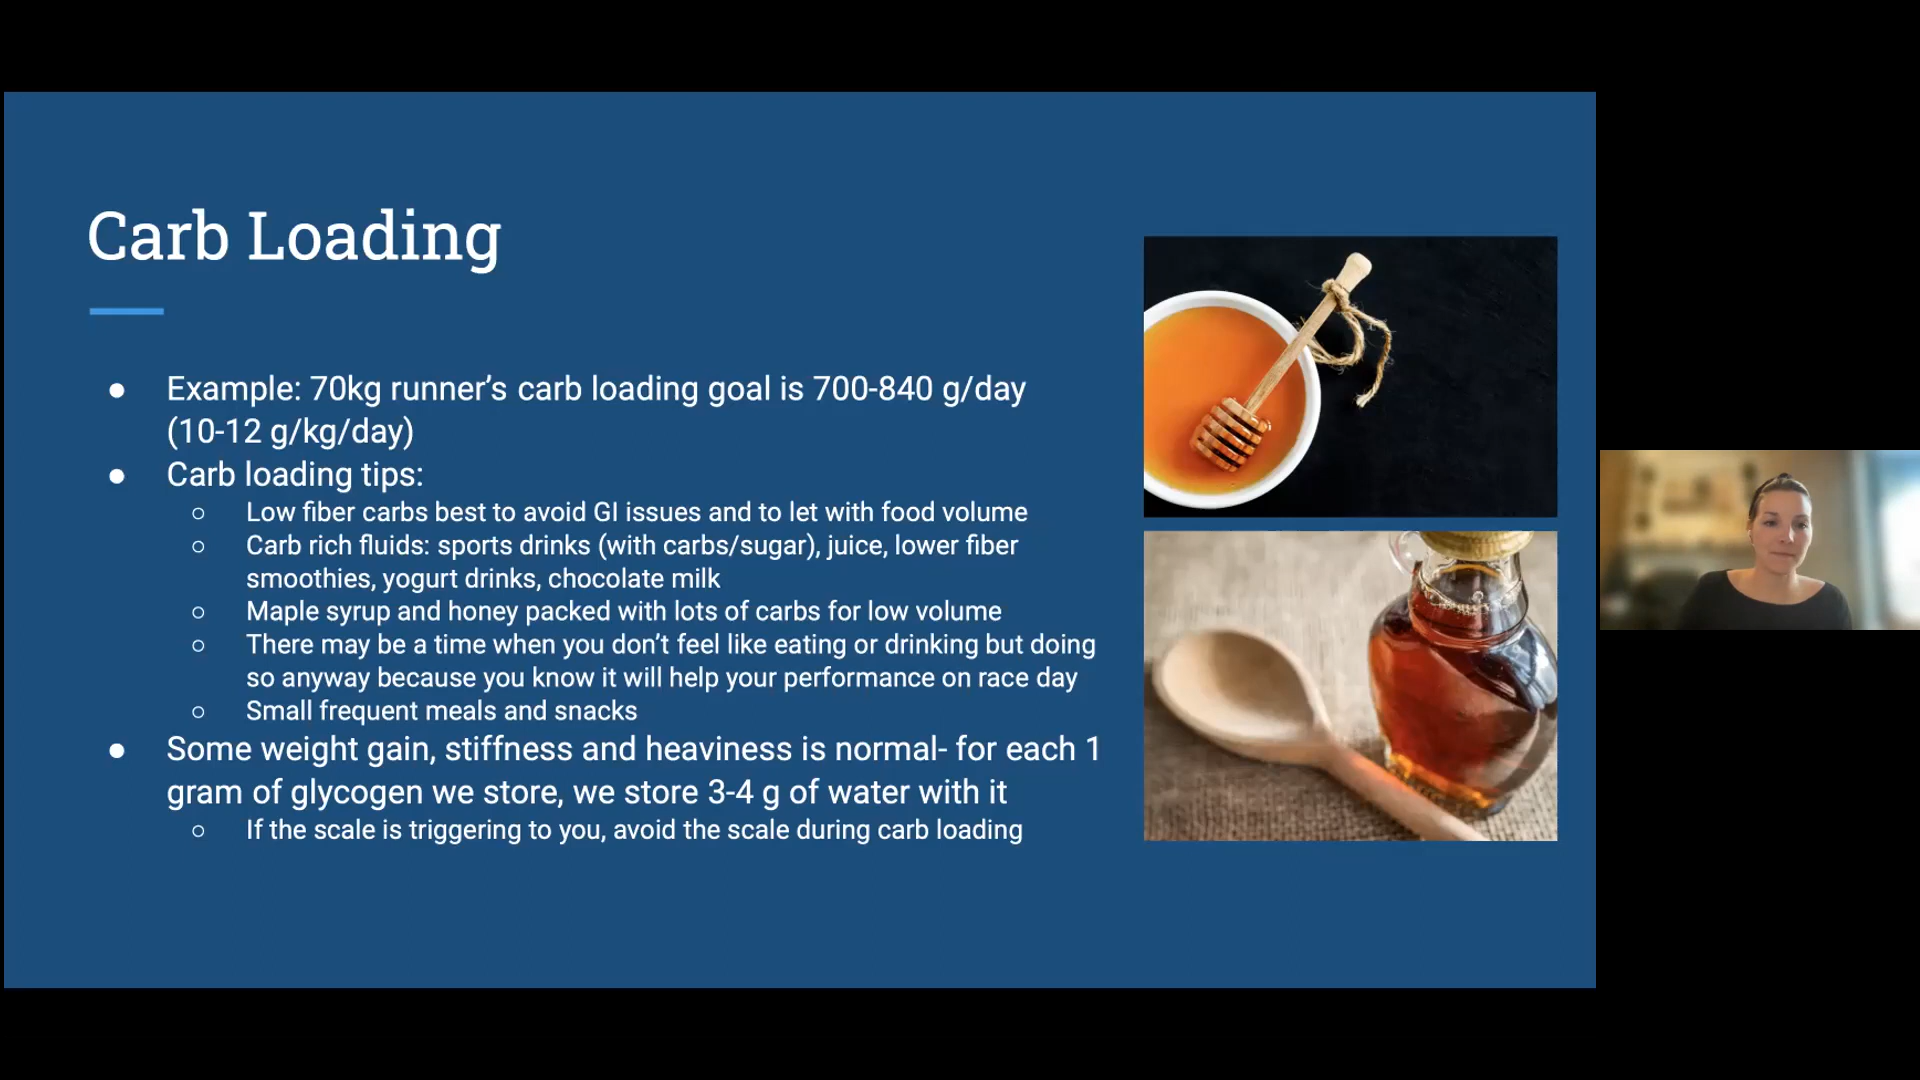 Carb Loading
● Example: 70kg runner’s carb loading goal is 700-840 g/day
(10-12 g/kg/day)
● Carb loading tips:
○ Low fiber carbs best to avoid GI issues and to let with food volume
○ Carb rich fluids: sports drinks (with carbs/sugar), juice, lower fiber
smoothies, yogurt drinks, chocolate milk
○ Maple syrup and honey packed with lots of carbs for low volume
○ There may be a time when you don’t feel like eating or drinking but doing
so anyway because you know it will help your performance on race day
○ Small frequent meals and snacks
● Some weight gain, stiffness and heaviness is normal- for each 1
gram of glycogen we store, we store 3-4 g of water with it
○ If the scale is triggering to you, avoid the scale during carb loading